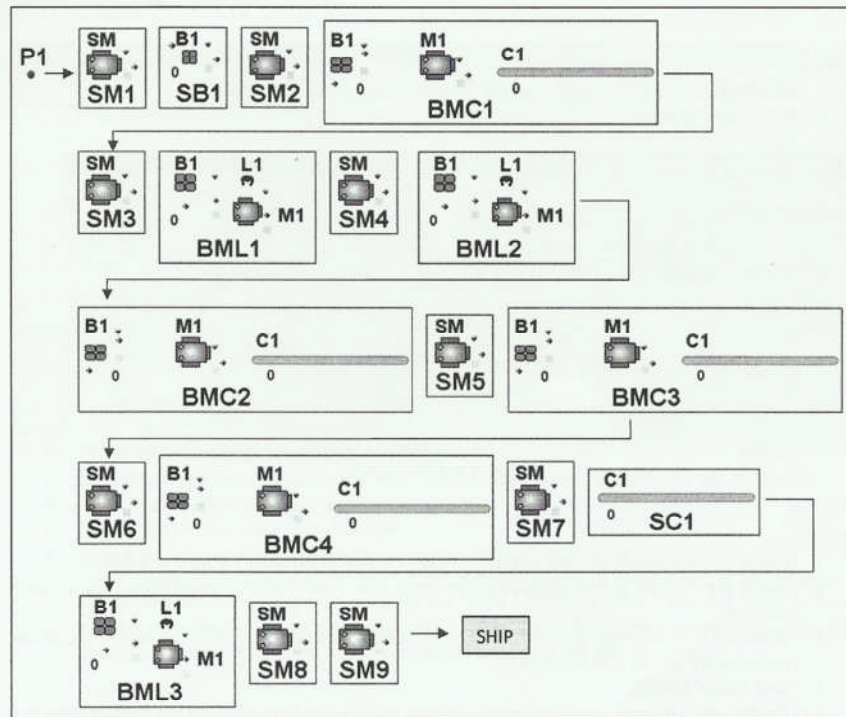 SM B1 SM B1 M1 C1
P1
0 0 0
SM1 SB1 SM2 BMC1
SM B1 L1 SM B1 L1
0 M1 0 M1
SM3 BML1 SM4 BML2
B1 M1 C1 SM B1 M1 C1
0 0 0 0
BMC2 SM5 BMC3
SM B1 M1 C1 SM C1
0 0 0
SM6 BMC4 SM7 SC1
B1 L1 SM SM
SHIP
0 M1
BML3 SM8 SM9